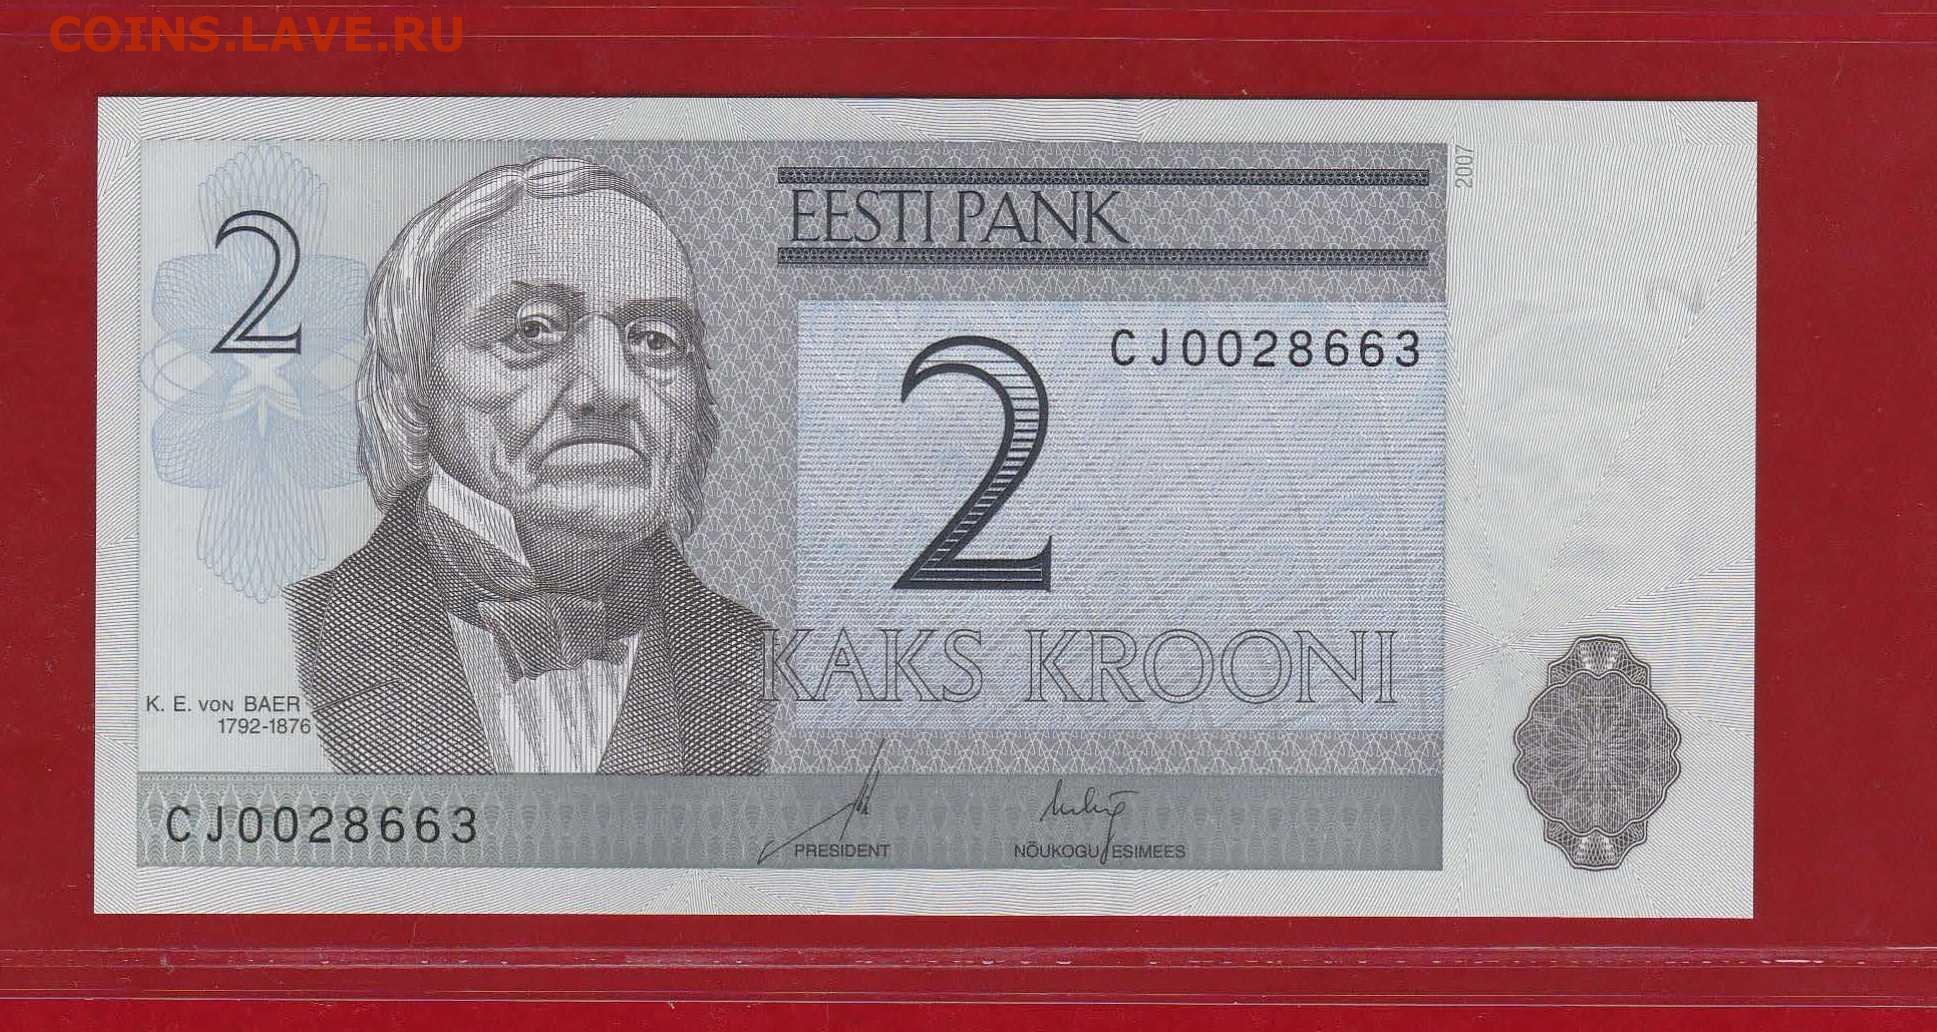 COINS.LAVE.RU
2
EESTI PANK
2007
CJ0028663
2
KAKS KROONI
K. E. VON BAER
1792-1876
CJ0028663
PRESIDENT
NÕUKOGU ESIMEES